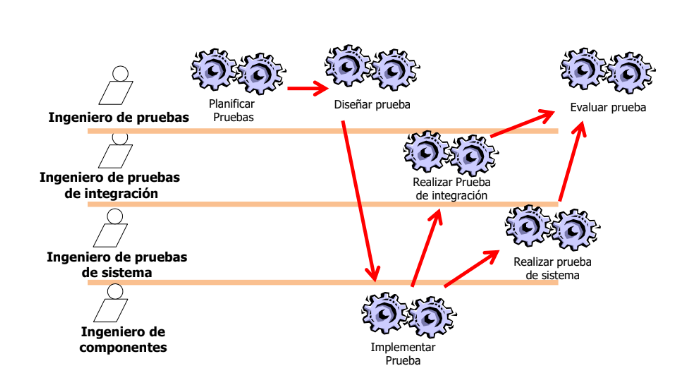 Planificar
Pruebas
Diseñar prueba
Evaluar prueba
Ingeniero de pruebas
Ingeniero de pruebas
de integración
Realizar Prueba
de integración
Ingeniero de pruebas
de sistema
Realizar prueba
de sistema
Ingeniero de
componentes
Implementar
Prueba